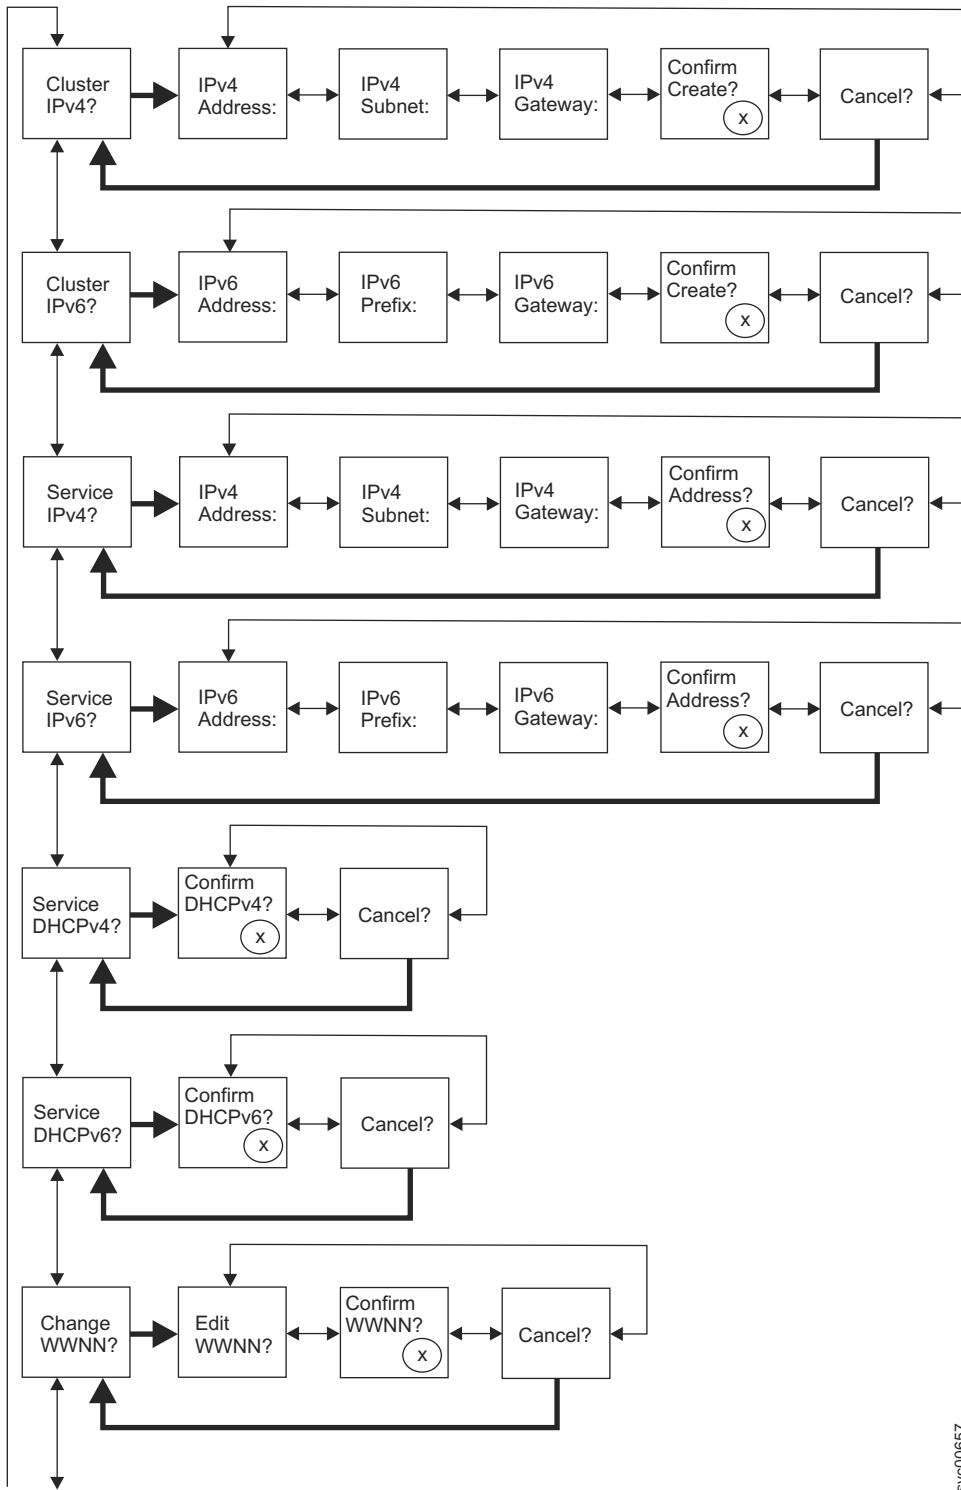 Cluster
IPv4?
IPv4
Address:
IPv4
Subnet:
IPv4
Gateway:
Confirm
Create?
x
Cancel?
Cluster
IPv6?
IPv6
Address:
IPv6
Prefix:
IPv6
Gateway:
Confirm
Create?
x
Cancel?
Service
IPv4?
IPv4
Address:
IPv4
Subnet:
IPv4
Gateway:
Confirm
Address?
x
Cancel?
Service
IPv6?
IPv6
Address:
IPv6
Prefix:
IPv6
Gateway:
Confirm
Address?
x
Cancel?
Service
DHCPv4?
Confirm
DHCPv4?
x
Cancel?
Service
DHCPv6?
Confirm
DHCPv6?
x
Cancel?
Change
WWNN?
Edit
WWNN?
Confirm
WWNN?
x
Cancel?
svc00657